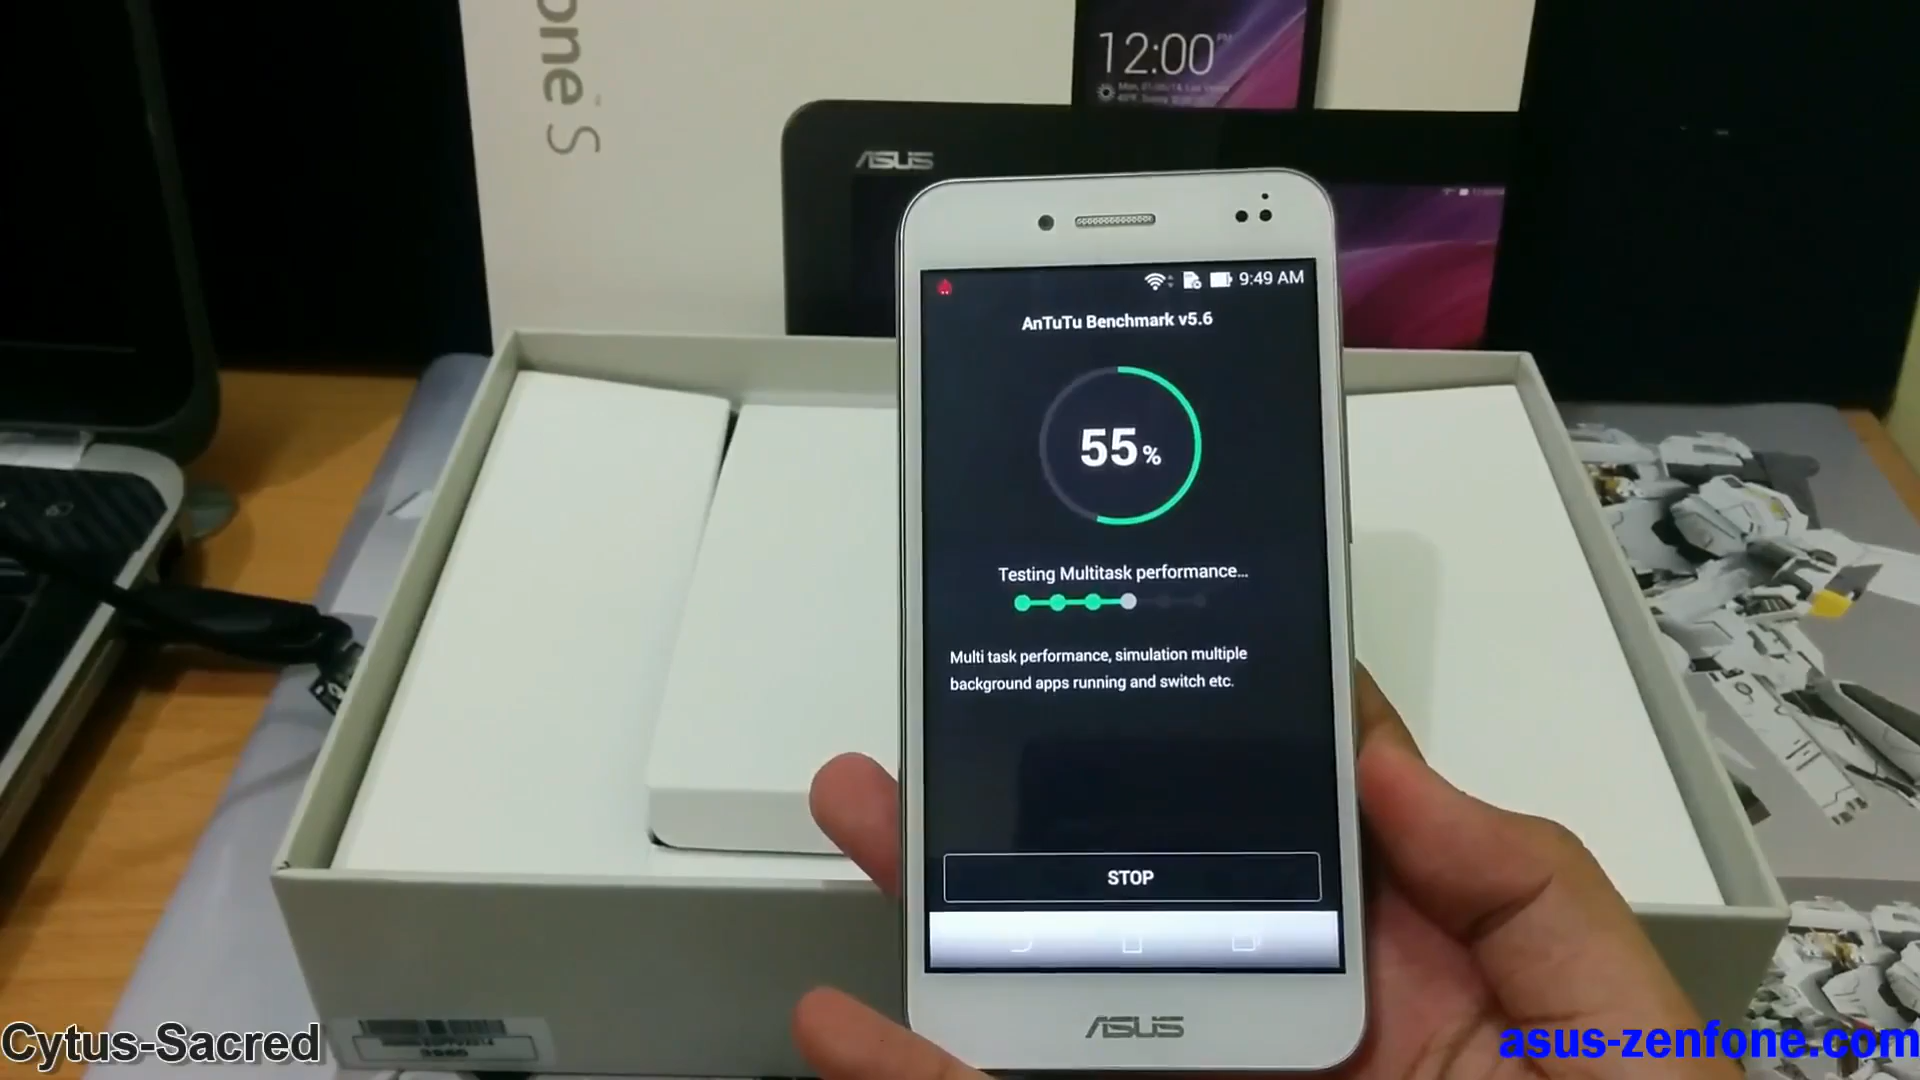 one S
12:00 PM
ASUS
9:49 AM
AnTuTu Benchmark v5.6
55%
Testing Multitask performance...
Multi task performance, simulation multiple
background apps running and switch etc.
STOP
ASUS
Cytus-Sacred
asus-zenfone.com